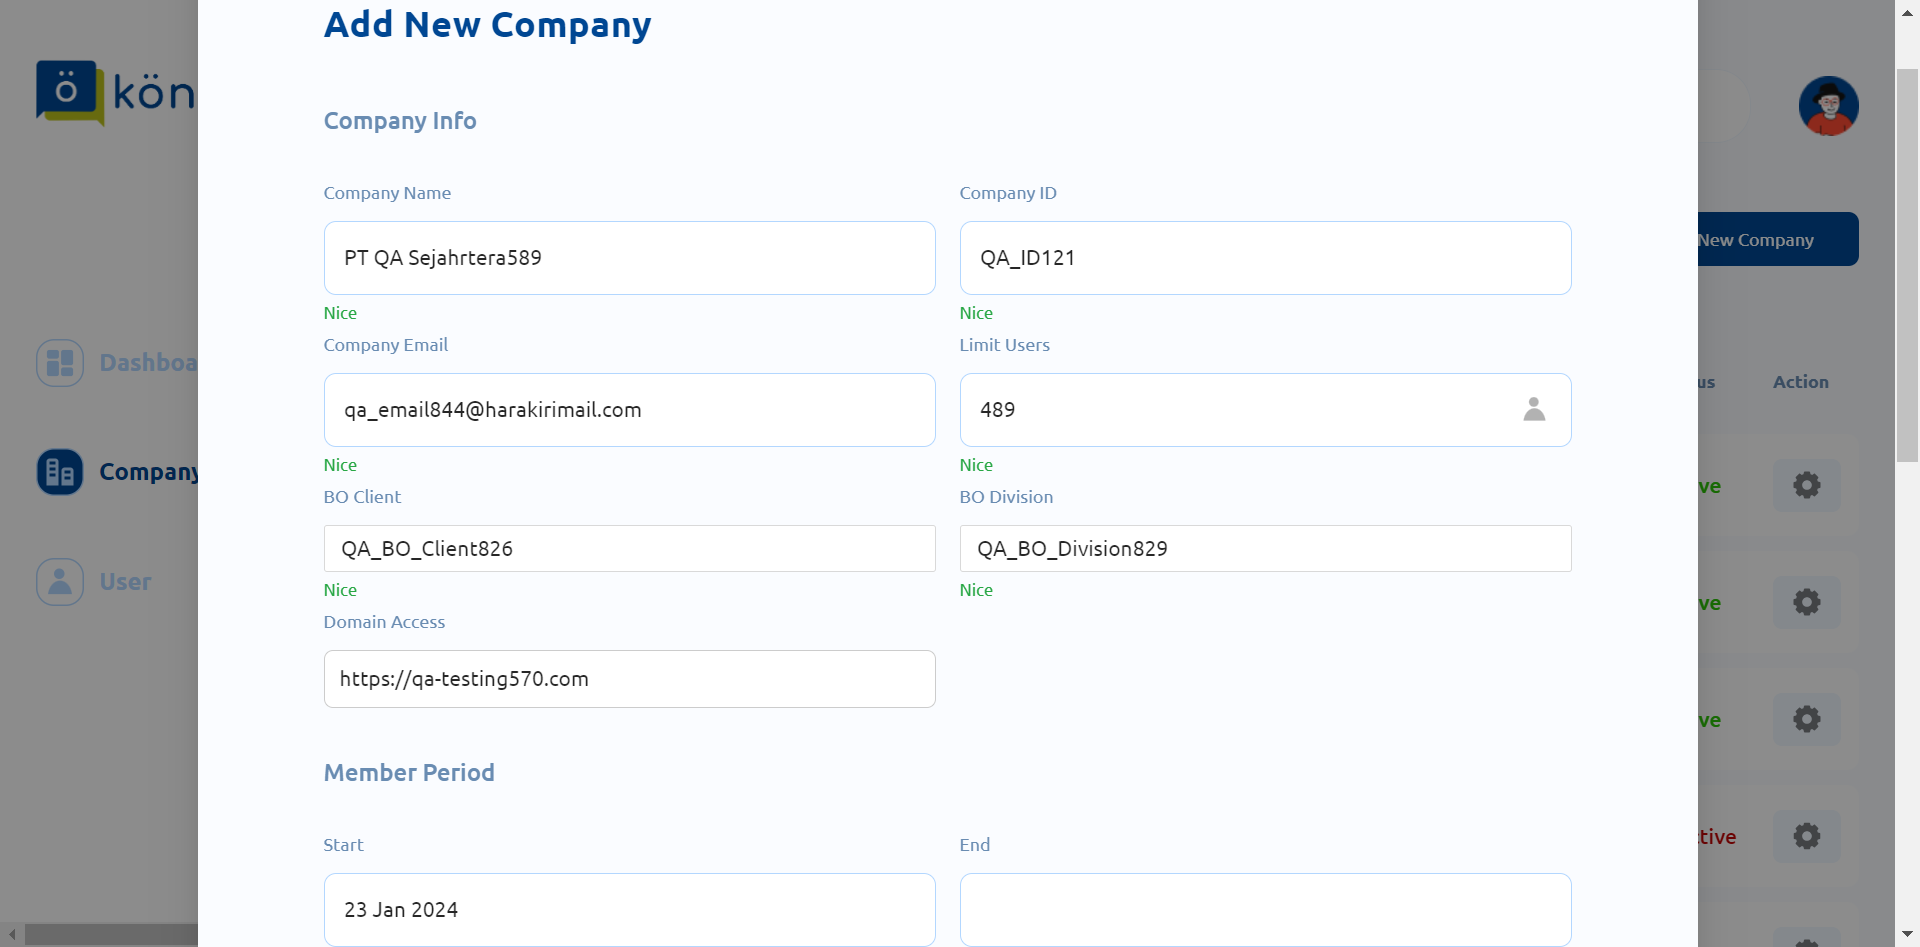 Add New Company
ö kön
Company Info
Company Name
Company ID
PT QA Sejahrtera589
QA_ID121
New Company
Nice
Nice
Company Email
Limit Users
Dashboa
qa_email844@harakirimail.com
489
us
Action
Nice
Nice
Company
BO Client
BO Division
ve
QA_BO_Client826
QA_BO_Division829
Nice
Nice
User
ve
Domain Access
https://qa-testing570.com
ve
Member Period
Start
End
ctive
23 Jan 2024